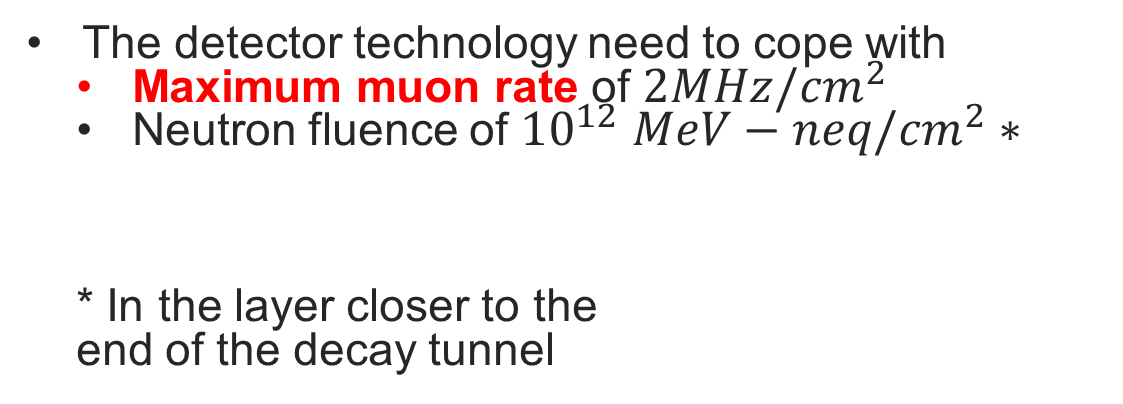 • The detector technology need to cope with
• Maximum muon rate of 2MHz/cm²
• Neutron fluence of 10¹² MeV − neq/cm² *
* In the layer closer to the
end of the decay tunnel